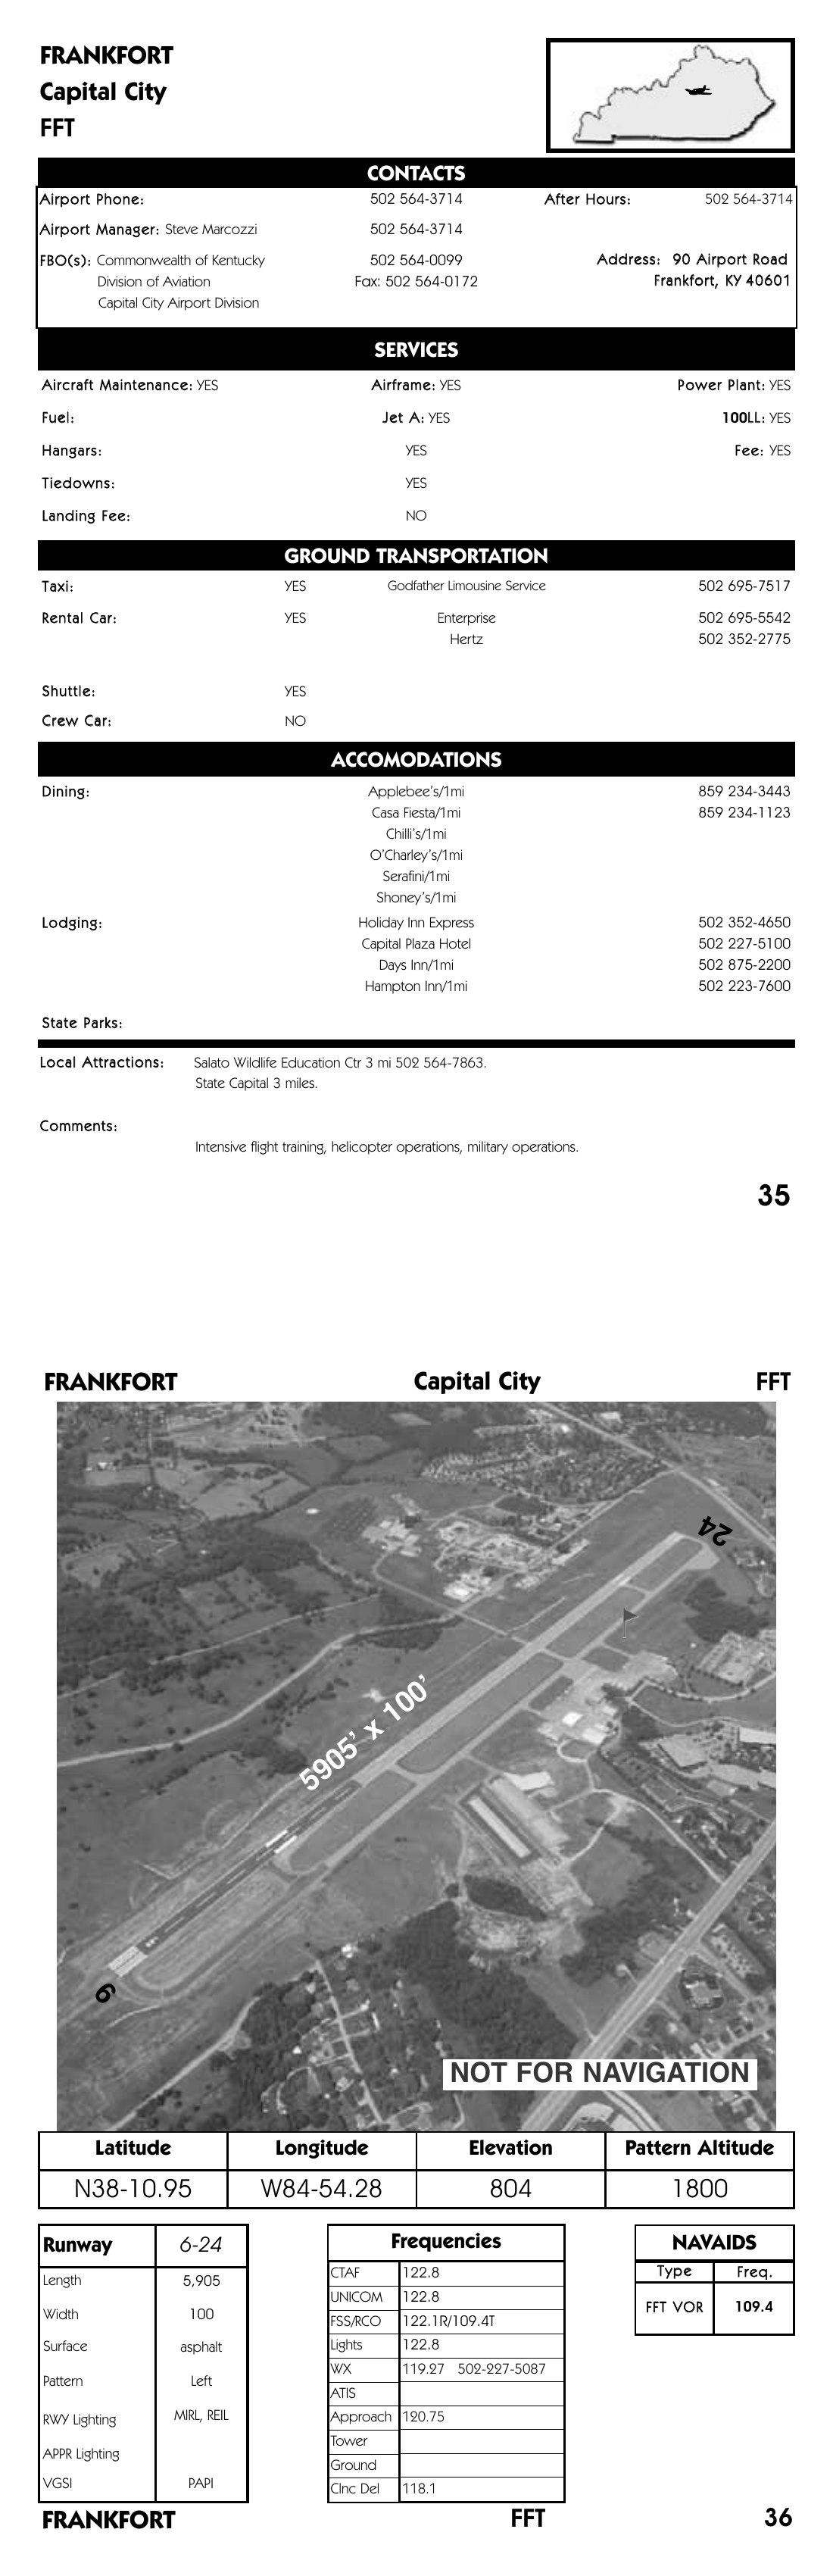 FRANKFORT
Capital City
FFT
CONTACTS
Airport Phone: 502 564-3714 After Hours: 502 564-3714
Airport Manager: Steve Marcozzi 502 564-3714
FBO(s): Commonwealth of Kentucky 502 564-0099 Address: 90 Airport Road
Division of Aviation Fax: 502 564-0172 Frankfort, KY 40601
Capital City Airport Division
SERVICES
Aircraft Maintenance: YES Airframe: YES Power Plant: YES
Fuel: Jet A: YES 100LL: YES
Hangars: YES Fee: YES
Tiedowns: YES
Landing Fee: NO
GROUND TRANSPORTATION
Taxi: YES Godfather Limousine Service 502 695-7517
Rental Car: YES Enterprise 502 695-5542
Hertz 502 352-2775
Shuttle: YES
Crew Car: NO
ACCOMODATIONS
Dining: Applebee's/1mi 859 234-3443
Casa Fiesta/1mi 859 234-1123
Chilli's/1mi
O'Charley's/1mi
Serafini/1mi
Shoney's/1mi
Lodging: Holiday Inn Express 502 352-4650
Capital Plaza Hotel 502 227-5100
Days Inn/1mi 502 875-2200
Hampton Inn/1mi 502 223-7600
State Parks:
Local Attractions: Salato Wildlife Education Ctr 3 mi 502 564-7863.
State Capital 3 miles.
Comments:
Intensive flight training, helicopter operations, military operations.
35
FRANKFORT Capital City FFT
24
5905' x 100'
6
NOT FOR NAVIGATION
Latitude Longitude Elevation Pattern Altitude
N38-10.95 W84-54.28 804 1800
Runway 6-24
Length 5,905
Width 100
Surface asphalt
Pattern Left
RWY Lighting MIRL, REIL
APPR Lighting
VGSI PAPI
Frequencies
CTAF 122.8
UNICOM 122.8
FSS/RCO 122.1R/109.4T
Lights 122.8
WX 119.27 502-227-5087
ATIS
Approach 120.75
Tower
Ground
Clnc Del 118.1
NAVAIDS
Type Freq.
FFT VOR 109.4
FRANKFORT FFT 36